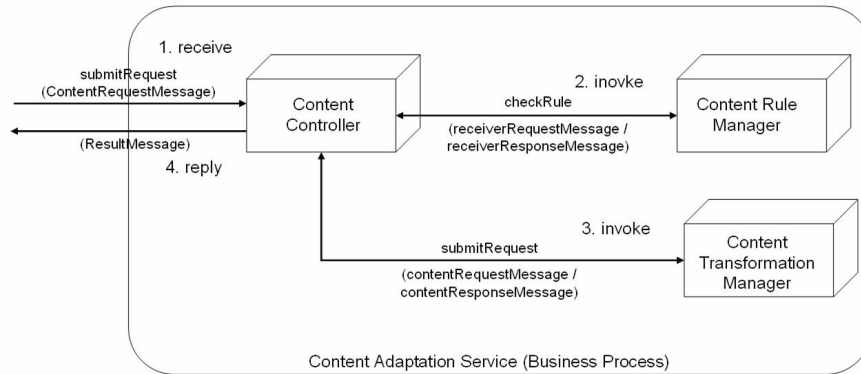 1. receive
submitRequest
(ContentRequestMessage)
(ResultMessage)
4. reply
Content
Controller
2. inovke
checkRule
(receiverRequestMessage /
receiverResponseMessage)
Content Rule
Manager
3. invoke
submitRequest
(contentRequestMessage /
contentResponseMessage)
Content
Transformation
Manager
Content Adaptation Service (Business Process)